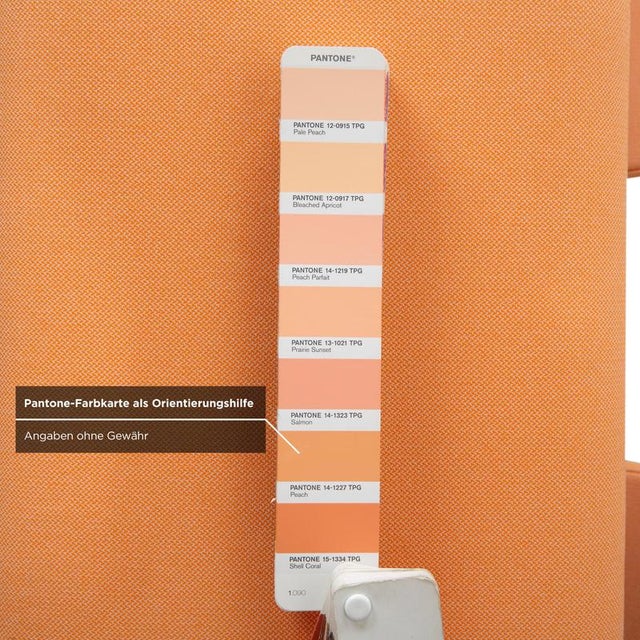 PANTONE®
PANTONE 12-0915 TPG
Pale Peach
PANTONE 12-0917 TPG
Bleached Apricot
PANTONE 14-1219 TPG
Peach Parfait
PANTONE 13-1021 TPG
Prairie Sunset
Pantone-Farbkarte als Orientierungshilfe
Angaben ohne Gewähr
PANTONE 14-1323 TPG
Salmon
PANTONE 14-1227 TPG
Peach
PANTONE 15-1334 TPG
Shell Coral
1.090